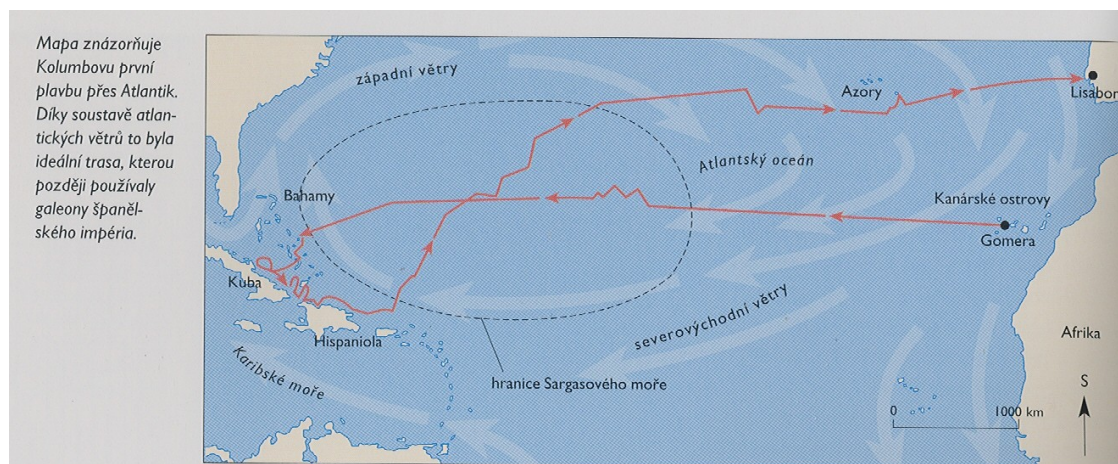 Mapa znázorňuje
Kolumbovu první
plavbu přes Atlantik.
Díky soustavě atlan-
tických větrů to byla
ideální trasa, kterou
později používaly
galeony španěl-
ského impéria.
západní větry
Azory
Lisabon
Atlantský oceán
Bahamy
Kanárské ostrovy
Gomera
Kuba
severovýchodní větry
Hispaniola
Afrika
Karibské moře
hranice Sargasového moře
S
0 1000 km